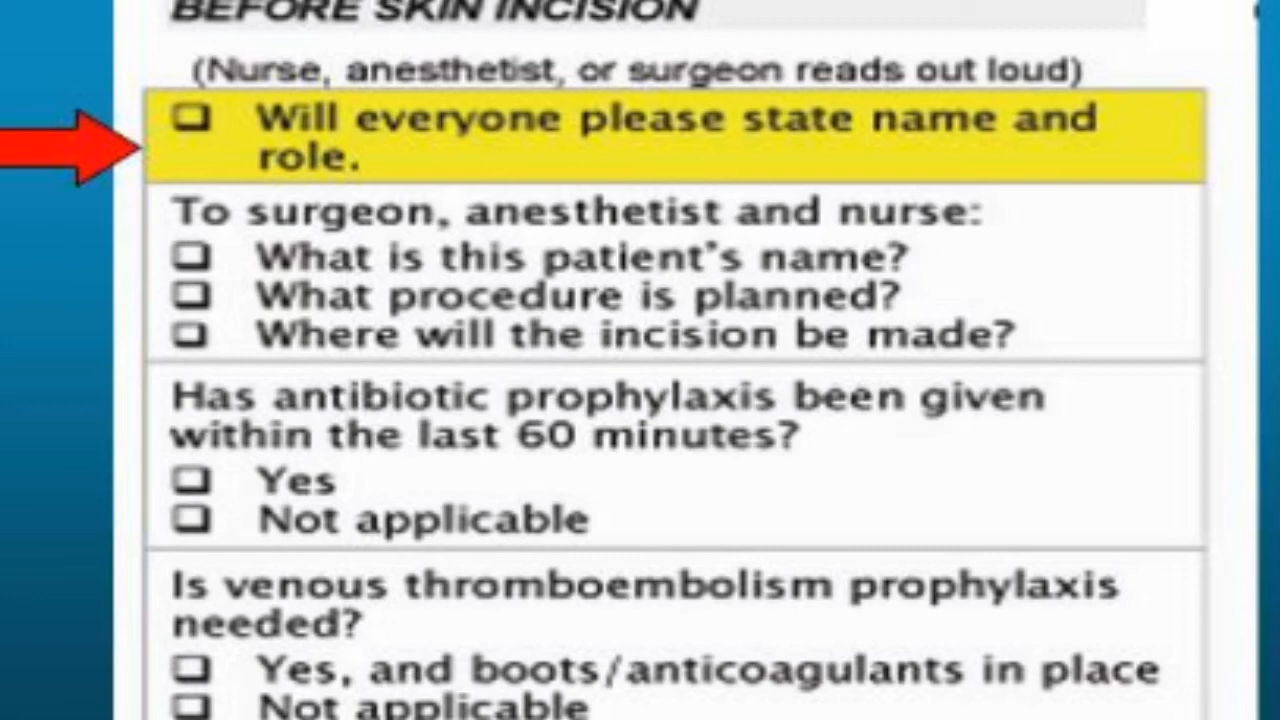 BEFORE SKIN INCISION
(Nurse, anesthetist, or surgeon reads out loud)
❑ Will everyone please state name and
role.
To surgeon, anesthetist and nurse:
❑ What is this patient's name?
❑ What procedure is planned?
❑ Where will the incision be made?
Has antibiotic prophylaxis been given
within the last 60 minutes?
❑ Yes
❑ Not applicable
Is venous thromboembolism prophylaxis
needed?
❑ Yes, and boots/anticoagulants in place
❑ Not applicable